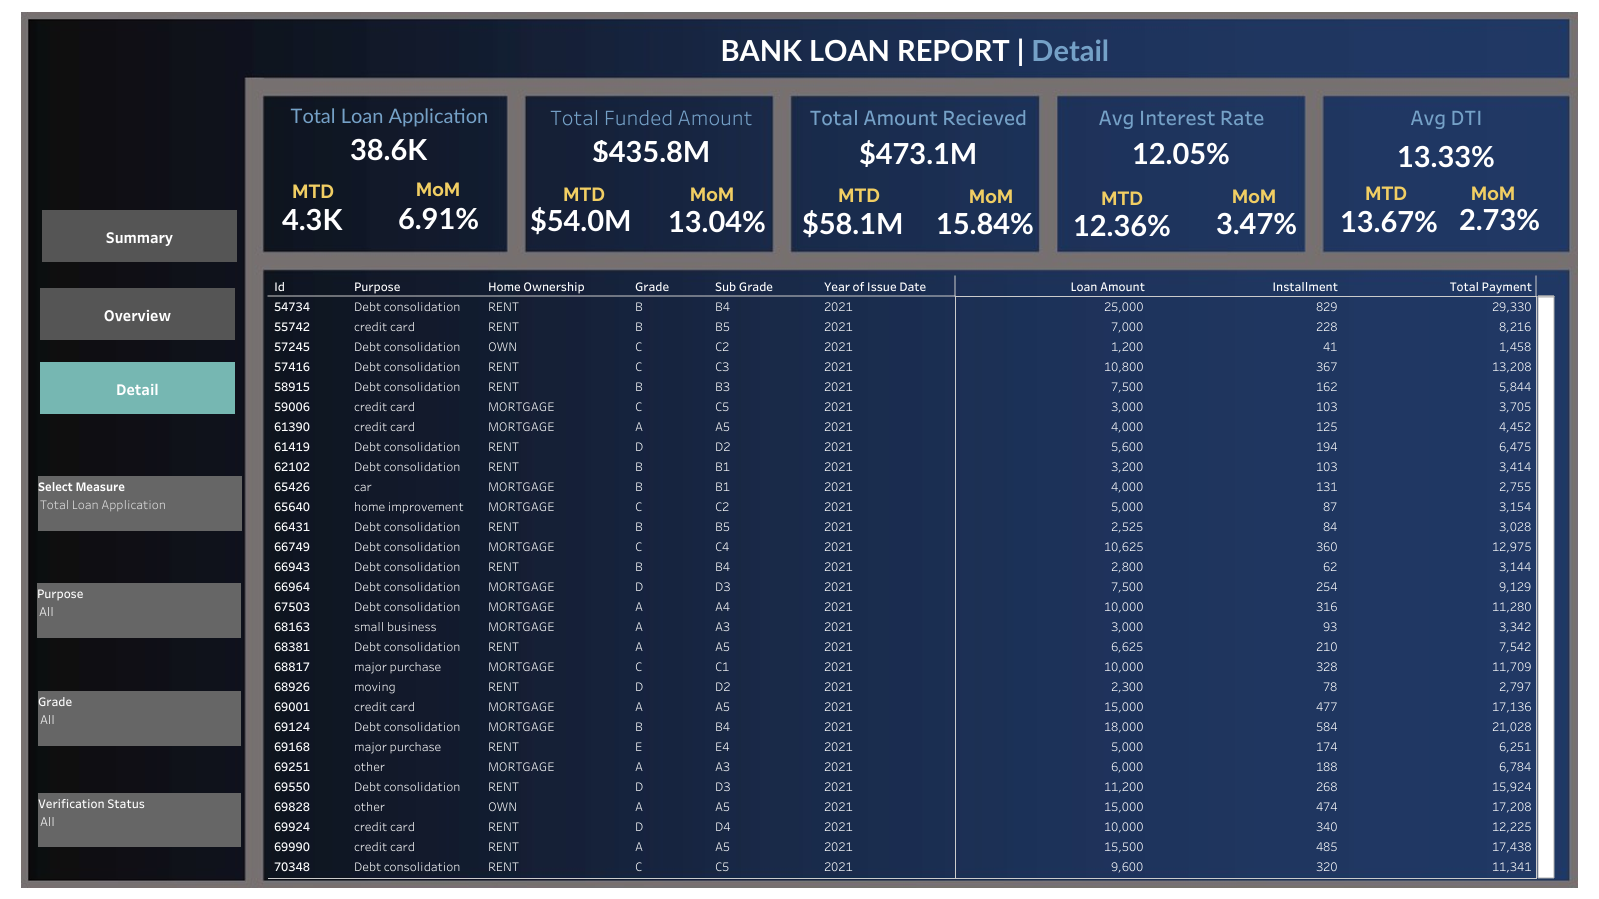 BANK LOAN REPORT | Detail
Total Loan Application
38.6K
MTD MoM
4.3K 6.91%
Total Funded Amount
$435.8M
MTD MoM
$54.0M 13.04%
Total Amount Recieved
$473.1M
MTD MoM
$58.1M 15.84%
Avg Interest Rate
12.05%
MTD MoM
12.36% 3.47%
Avg DTI
13.33%
MTD MoM
13.67% 2.73%
Summary
Overview
Detail
Select Measure
Total Loan Application
Purpose
All
Grade
All
Verification Status
All
Id Purpose Home Ownership Grade Sub Grade Year of Issue Date Loan Amount Installment Total Payment
54734 Debt consolidation RENT B B4 2021 25,000 829 29,330
55742 credit card RENT B B5 2021 7,000 228 8,216
57245 Debt consolidation OWN C C2 2021 1,200 41 1,458
57416 Debt consolidation RENT C C3 2021 10,800 367 13,208
58915 Debt consolidation RENT B B3 2021 7,500 162 5,844
59006 credit card MORTGAGE C C5 2021 3,000 103 3,705
61390 credit card MORTGAGE A A5 2021 4,000 125 4,452
61419 Debt consolidation RENT D D2 2021 5,600 194 6,475
62102 Debt consolidation RENT B B1 2021 3,200 103 3,414
65426 car MORTGAGE B B1 2021 4,000 131 2,755
65640 home improvement MORTGAGE C C2 2021 5,000 87 3,154
66431 Debt consolidation RENT B B5 2021 2,525 84 3,028
66749 Debt consolidation MORTGAGE C C4 2021 10,625 360 12,975
66943 Debt consolidation RENT B B4 2021 2,800 62 3,144
66964 Debt consolidation MORTGAGE D D3 2021 7,500 254 9,129
67503 Debt consolidation MORTGAGE A A4 2021 10,000 316 11,280
68163 small business MORTGAGE A A3 2021 3,000 93 3,342
68381 Debt consolidation RENT A A5 2021 6,625 210 7,542
68817 major purchase MORTGAGE C C1 2021 10,000 328 11,709
68926 moving RENT D D2 2021 2,300 78 2,797
69001 credit card MORTGAGE A A5 2021 15,000 477 17,136
69124 Debt consolidation MORTGAGE B B4 2021 18,000 584 21,028
69168 major purchase RENT E E4 2021 5,000 174 6,251
69251 other MORTGAGE A A3 2021 6,000 188 6,784
69550 Debt consolidation RENT D D3 2021 11,200 268 15,924
69828 other OWN A A5 2021 15,000 474 17,208
69924 credit card RENT D D4 2021 10,000 340 12,225
69990 credit card RENT A A5 2021 15,500 485 17,438
70348 Debt consolidation RENT C C5 2021 9,600 320 11,341